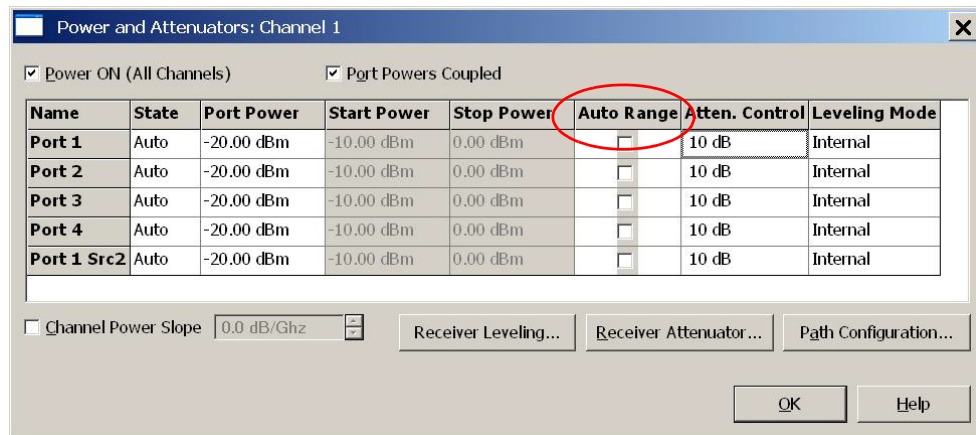 Power and Attenuators: Channel 1
Power ON (All Channels) Port Powers Coupled
Name State Port Power Start Power Stop Power Auto Range Atten. Control Leveling Mode
Port 1 Auto -20.00 dBm -10.00 dBm 0.00 dBm 10 dB Internal
Port 2 Auto -20.00 dBm -10.00 dBm 0.00 dBm 10 dB Internal
Port 3 Auto -20.00 dBm -10.00 dBm 0.00 dBm 10 dB Internal
Port 4 Auto -20.00 dBm -10.00 dBm 0.00 dBm 10 dB Internal
Port 1 Src2 Auto -20.00 dBm -10.00 dBm 0.00 dBm 10 dB Internal
Channel Power Slope 0.0 dB/Ghz Receiver Leveling... Receiver Attenuator... Path Configuration...
OK Help